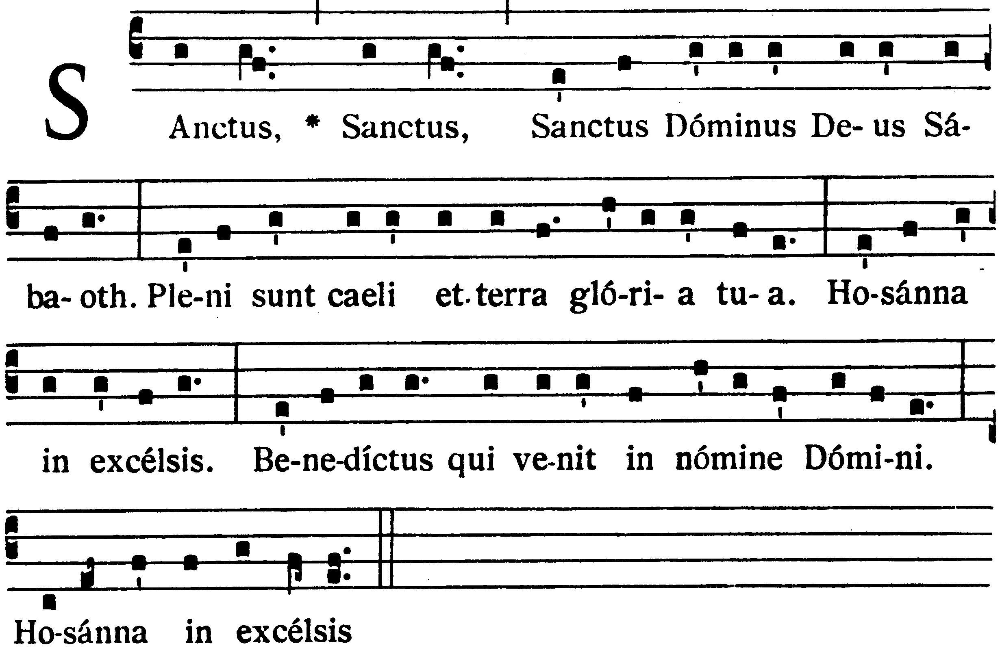 SAnctus, * Sanctus, Sanctus Dóminus De- us Sá-
ba- oth. Ple-ni sunt caeli et terra gló-ri- a tu- a. Ho-sánna
in excélsis. Be-ne-díctus qui ve-nit in nómine Dómi-ni.
Ho-sánna in excélsis